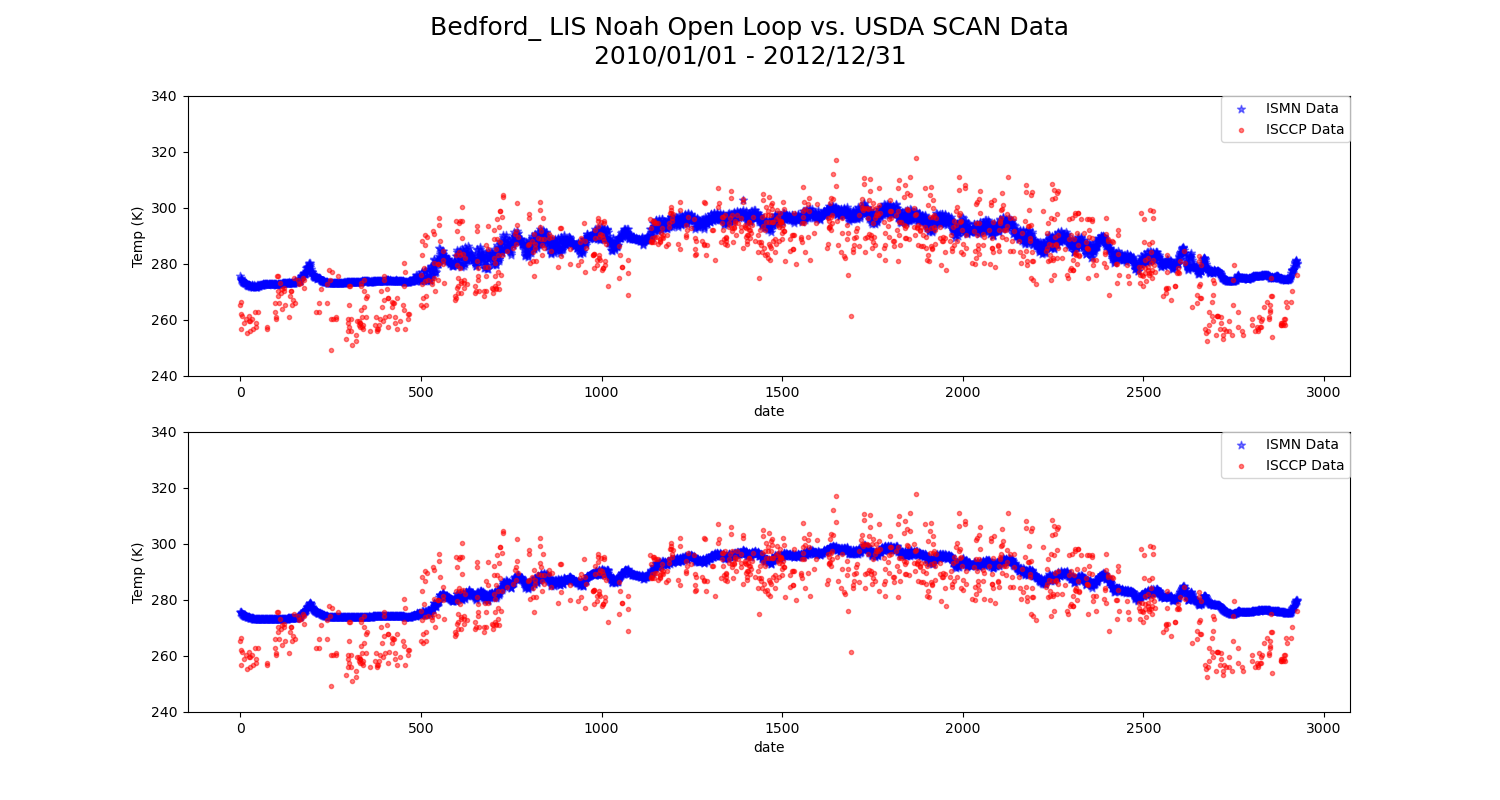 Bedford_ LIS Noah Open Loop vs. USDA SCAN Data
2010/01/01 - 2012/12/31
340
320
300
280
260
240
Temp (K)
ISMN Data
ISCCP Data
0 500 1000 1500 2000 2500 3000
date
340
320
300
280
260
240
Temp (K)
ISMN Data
ISCCP Data
0 500 1000 1500 2000 2500 3000
date